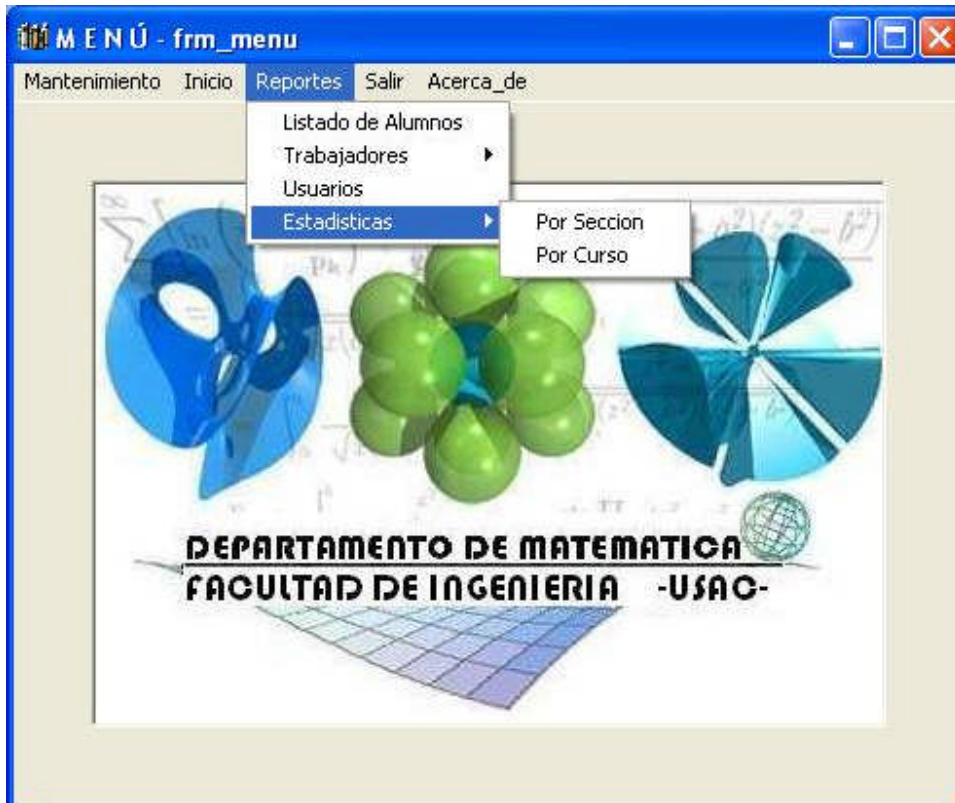 MENÚ - frm_menu
Mantenimiento Inicio Reportes Salir Acerca_de
Listado de Alumnos
Trabajadores
Usuarios
Estadisticas
Por Seccion
Por Curso
DEPARTAMENTO DE MATEMATICA
FACULTAD DE INGENIERIA -USAC-